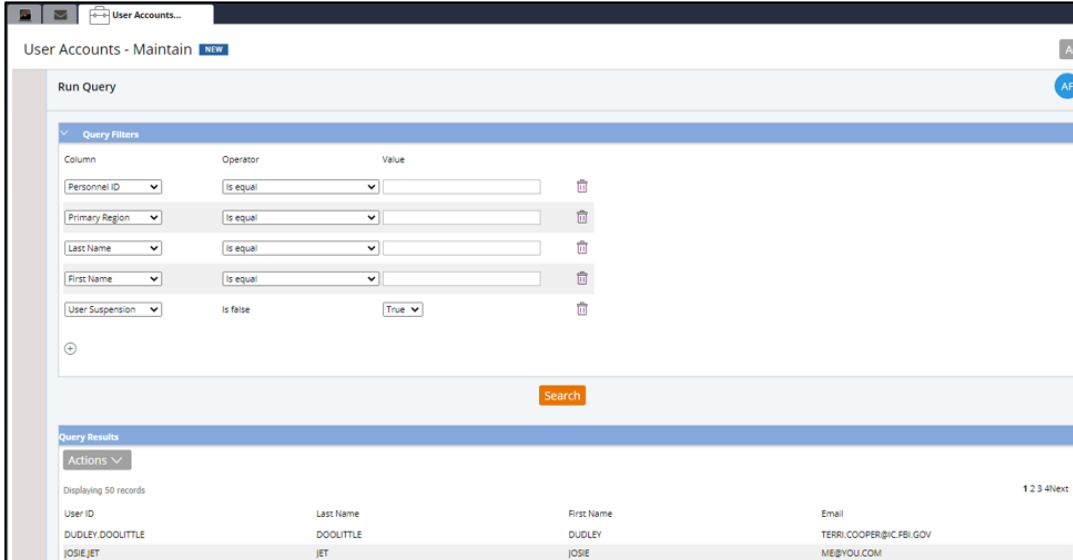 User Accounts...
User Accounts - Maintain NEW
A
Run Query
AF
Query Filters
Column Operator Value
Personnel ID Is equal
Primary Region Is equal
Last Name Is equal
First Name Is equal
User Suspension Is false True
Search
Query Results
Actions
Displaying 50 records 1 2 3 4Next
User ID Last Name First Name Email
DUDLEY.DOOLITTLE DOOLITTLE DUDLEY TERRI.COOPER@IC.FBI.GOV
JOSIE.JET JET JOSIE ME@YOU.COM